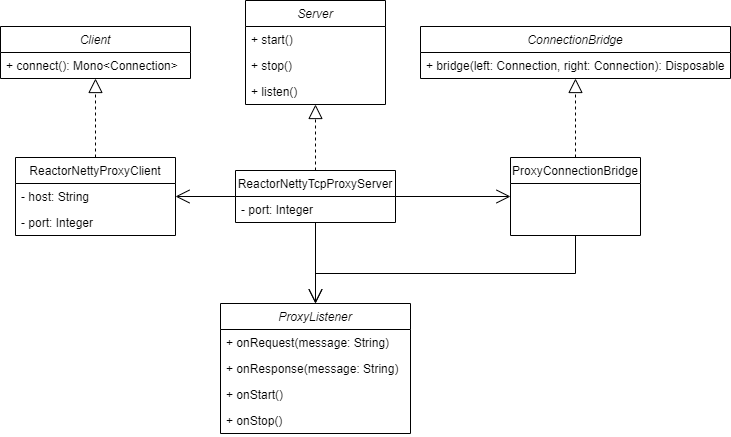 Server
+ start()
+ stop()
+ listen()
Client
+ connect(): Mono<Connection>
ConnectionBridge
+ bridge(left: Connection, right: Connection): Disposable
ReactorNettyProxyClient
- host: String
- port: Integer
ReactorNettyTcpProxyServer
- port: Integer
ProxyConnectionBridge
ProxyListener
+ onRequest(message: String)
+ onResponse(message: String)
+ onStart()
+ onStop()